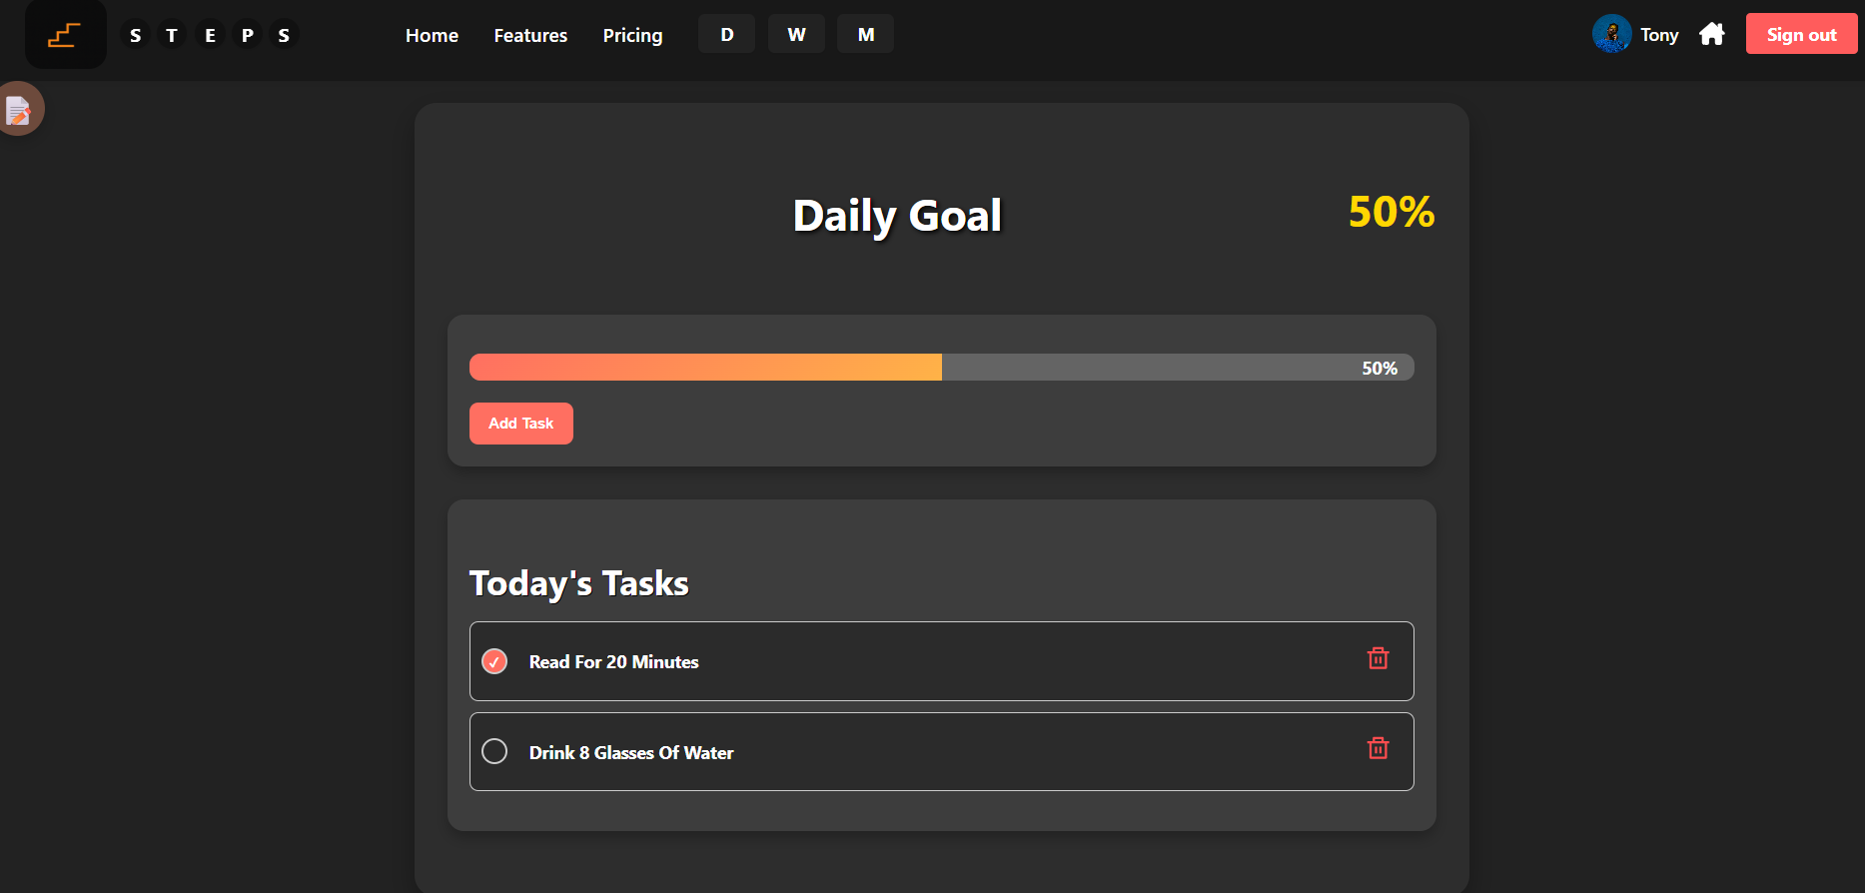 S T E P S Home Features Pricing D W M Tony Sign out
Daily Goal 50%
50%
Add Task
Today's Tasks
Read For 20 Minutes
Drink 8 Glasses Of Water